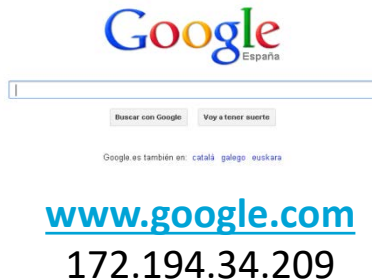 Google
España
Buscar con Google Voy a tener suerte
Google.es también en: català galego euskara
www.google.com
172.194.34.209